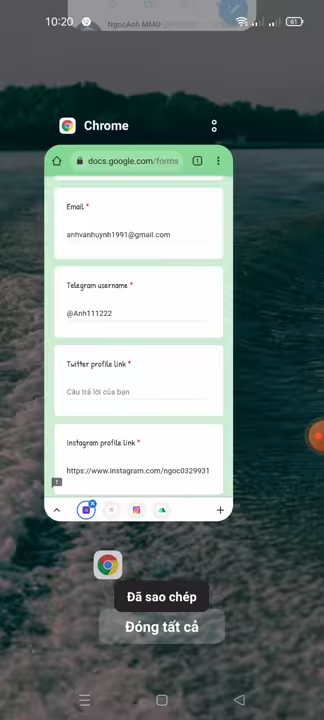 10:20
61
NgocAnh MMO
Chrome
docs.google.com/forms
1
Email *
anhvanhuynh1991@gmail.com
Telegram username *
@Anh111222
Twitter profile link *
Câu trả lời của bạn
Instagram profile link *
https://www.instagram.com/ngoc0329931
Đã sao chép
Đóng tất cả